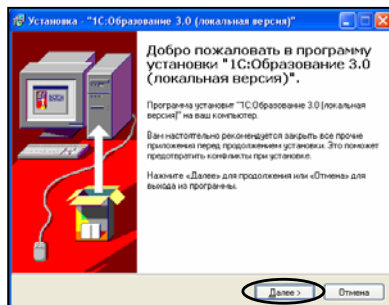 Установка - "1С:Образование 3.0 (локальная версия)"
Добро пожаловать в программу
установки "1С:Образование 3.0
(локальная версия)".
Программа установит "1С:Образование 3.0 (локальная
версия)" на ваш компьютер.
Вам настоятельно рекомендуется закрыть все прочие
приложения перед продолжением установки. Это поможет
предотвратить конфликты при установке.
Нажмите «Далее» для продолжения или «Отмена» для
выхода из программы.
Далее >
Отмена